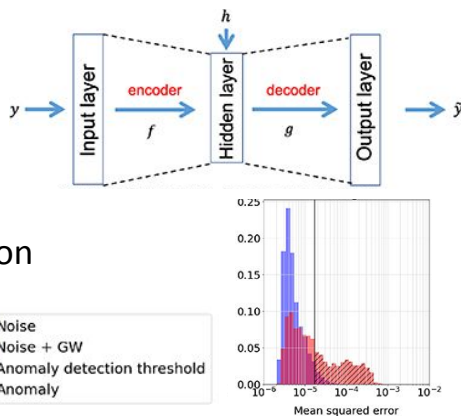 h
y
Input layer
encoder
f
Hidden layer
decoder
g
Output layer
ỹ
on
Noise
Noise + GW
Anomaly detection threshold
Anomaly
0.25
0.20
0.15
0.10
0.05
0.00
10⁻⁶ 10⁻⁵ 10⁻⁴ 10⁻³ 10⁻²
Mean squared error